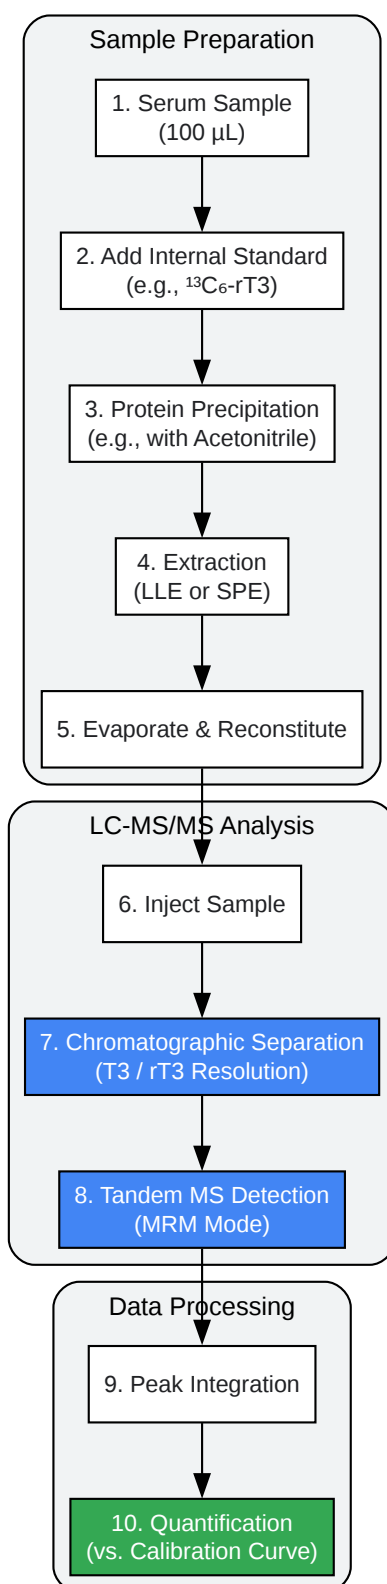 Sample Preparation
1. Serum Sample
(100 µL)
2. Add Internal Standard
(e.g., ¹³C₆-rT3)
3. Protein Precipitation
(e.g., with Acetonitrile)
4. Extraction
(LLE or SPE)
5. Evaporate & Reconstitute
LC-MS/MS Analysis
6. Inject Sample
7. Chromatographic Separation
(T3 / rT3 Resolution)
8. Tandem MS Detection
(MRM Mode)
Data Processing
9. Peak Integration
10. Quantification
(vs. Calibration Curve)